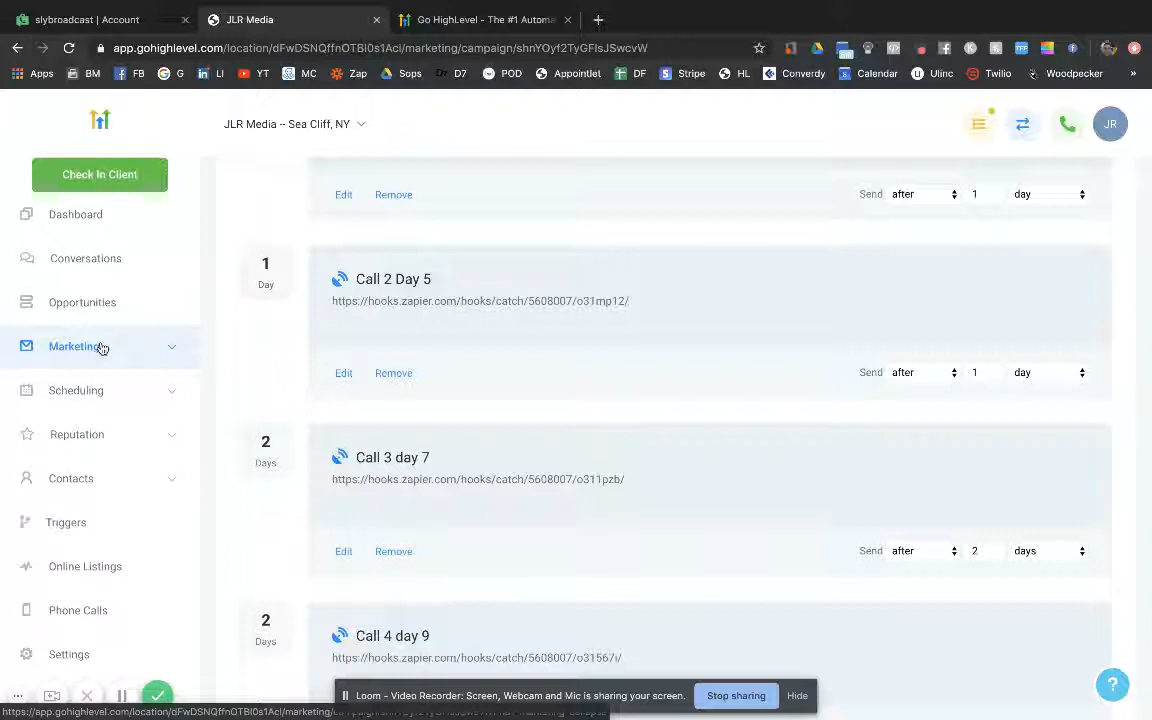 slybroadcast | Account
JLR Media
Go HighLevel - The #1 Automa
app.gohighlevel.com/location/dFwDSNQffnOTBI0s1Acl/marketing/campaign/shnYOyf2TyGFIsJSwcvW
Apps
BM
FB
G
LI
YT
MC
Zap
Sops
D7
POD
Appointlet
DF
Stripe
HL
Converdy
Calendar
Ulinc
Twilio
Woodpecker
»
JLR Media -- Sea Cliff, NY
JR
Check In Client
Dashboard
Conversations
Opportunities
Marketing
Scheduling
Reputation
Contacts
Triggers
Online Listings
Phone Calls
Settings
Edit Remove Send after 1 day
1
Day
Call 2 Day 5
https://hooks.zapier.com/hooks/catch/5608007/o31mp12/
Edit Remove Send after 1 day
2
Days
Call 3 day 7
https://hooks.zapier.com/hooks/catch/5608007/o311pzb/
Edit Remove Send after 2 days
2
Days
Call 4 day 9
https://hooks.zapier.com/hooks/catch/5608007/o31567i/
Loom - Video Recorder: Screen, Webcam and Mic is sharing your screen.
Stop sharing
Hide
?